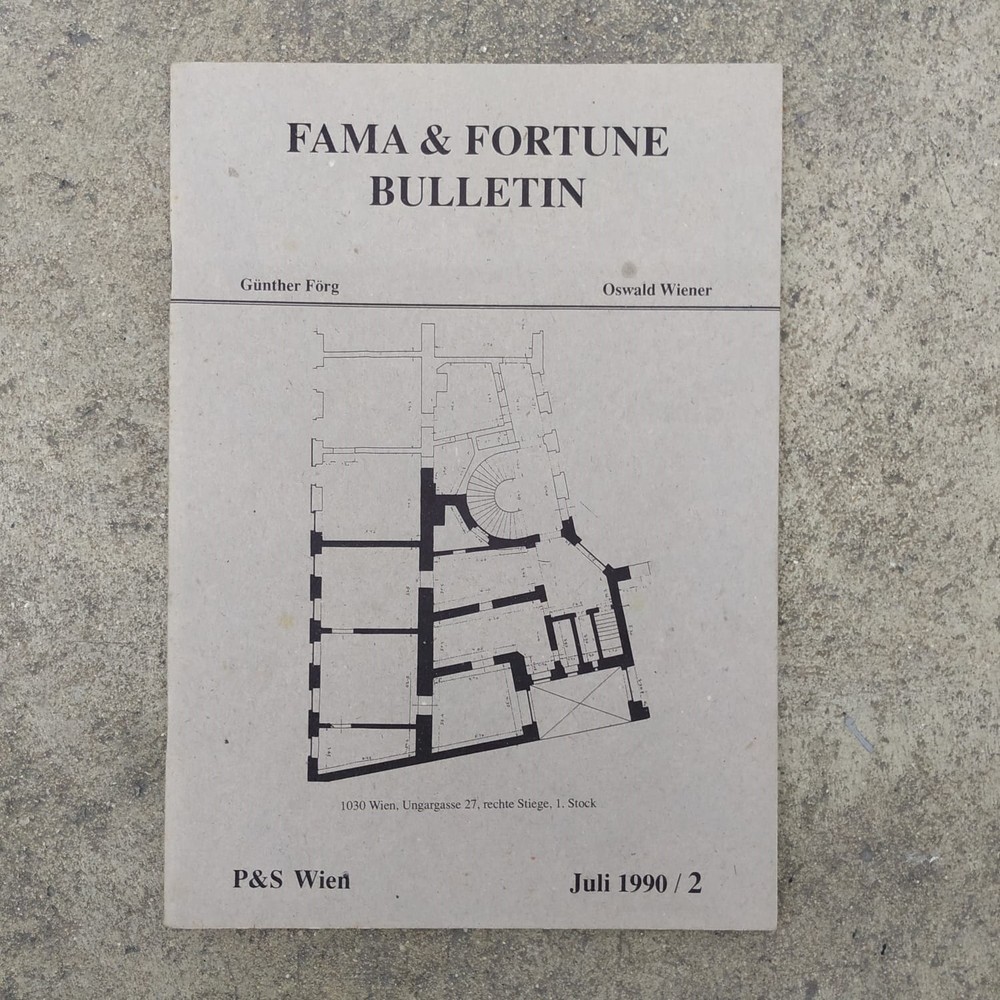 FAMA & FORTUNE
BULLETIN
Günther Förg
Oswald Wiener
1030 Wien, Ungargasse 27, rechte Stiege, 1. Stock
P&S Wien
Juli 1990 / 2